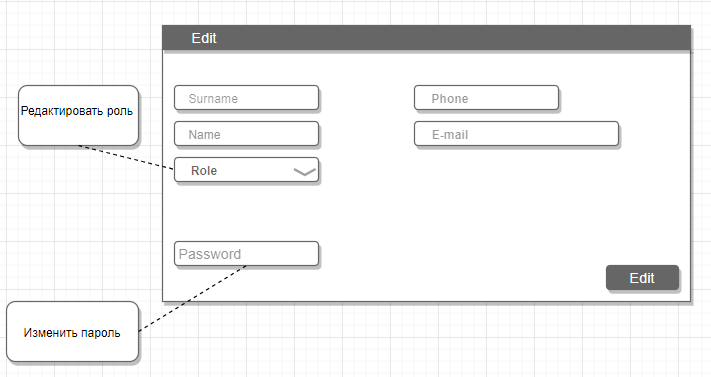 Edit
Surname
Phone
Редактировать роль
Name
E-mail
Role
Password
Edit
Изменить пароль